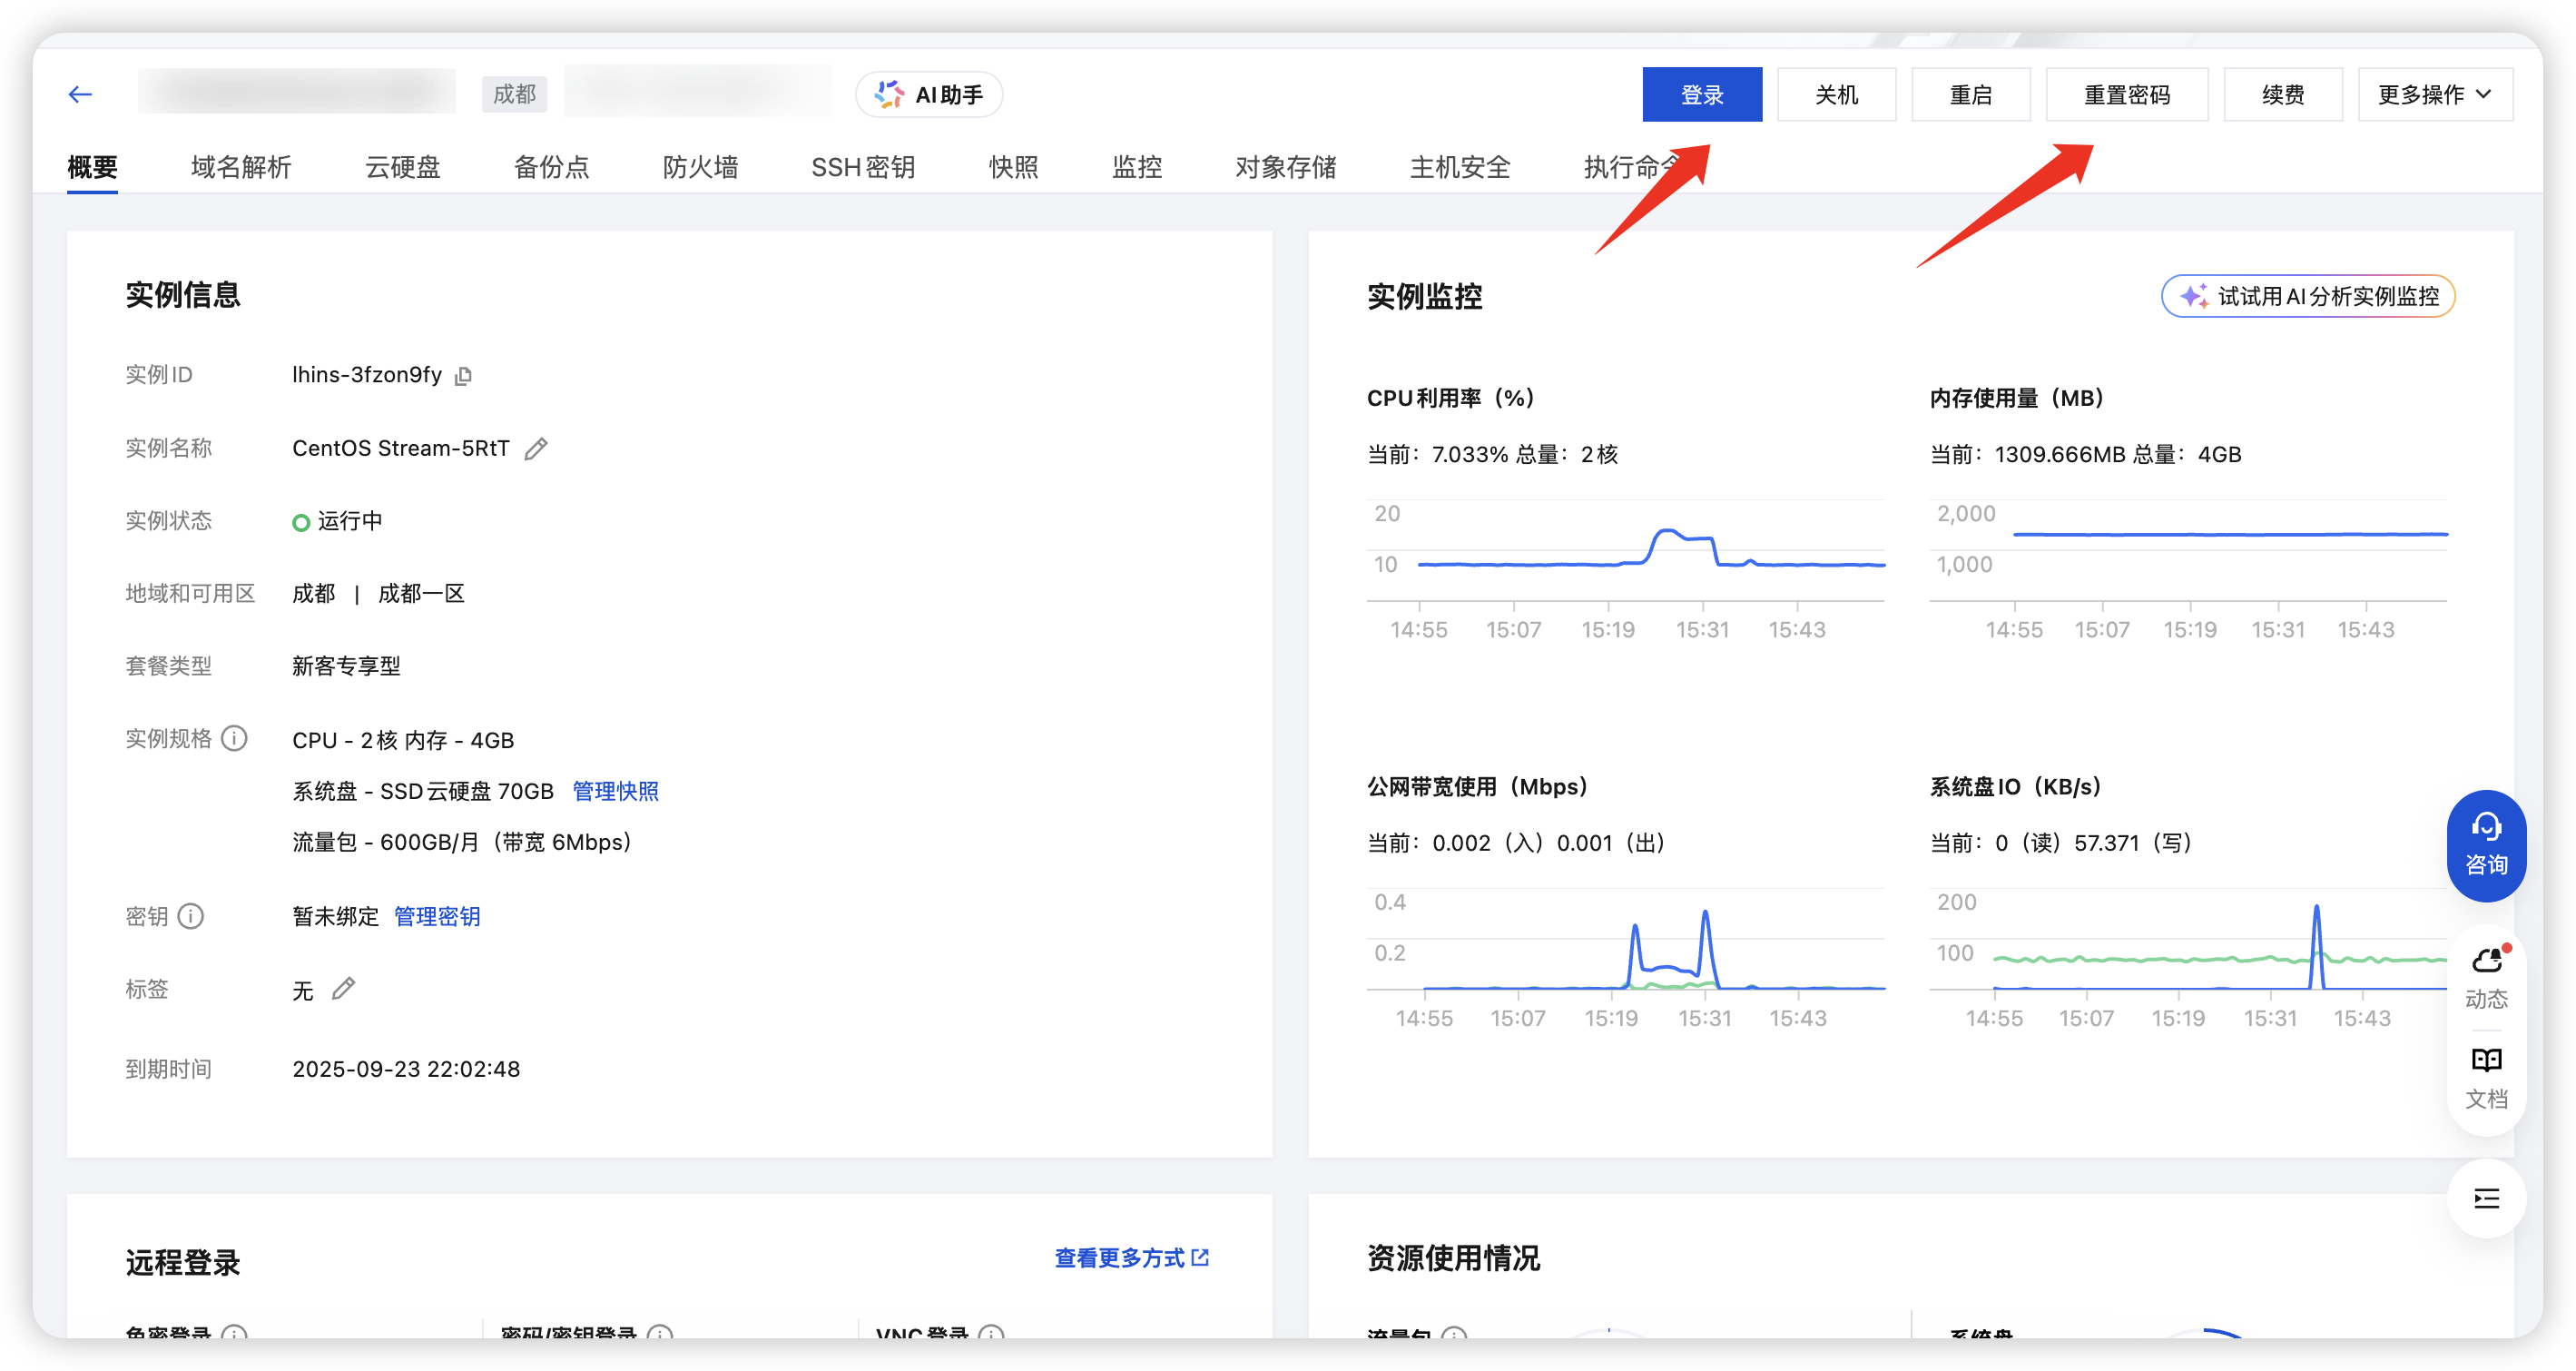 成都
AI助手
登录
关机
重启
重置密码
续费
更多操作
概要
域名解析
云硬盘
备份点
防火墙
SSH密钥
快照
监控
对象存储
主机安全
执行命令
实例信息
实例ID
lhins-3fzon9fy
实例名称
CentOS Stream-5RtT
实例状态
运行中
地域和可用区
成都 | 成都一区
套餐类型
新客专享型
实例规格
CPU - 2核 内存 - 4GB
系统盘 - SSD云硬盘 70GB 管理快照
流量包 - 600GB/月（带宽 6Mbps）
密钥
暂未绑定 管理密钥
标签
无
到期时间
2025-09-23 22:02:48
实例监控
试试用AI分析实例监控
CPU利用率（%）
当前：7.033% 总量：2核
20
10
14:55 15:07 15:19 15:31 15:43
内存使用量（MB）
当前：1309.666MB 总量：4GB
2,000
1,000
14:55 15:07 15:19 15:31 15:43
公网带宽使用（Mbps）
当前：0.002（入）0.001（出）
0.4
0.2
14:55 15:07 15:19 15:31 15:43
系统盘IO（KB/s）
当前：0（读）57.371（写）
200
100
14:55 15:07 15:19 15:31 15:43
咨询
动态
文档
远程登录
查看更多方式
免密登录
密码/密钥登录
VNC登录
资源使用情况
流量包
系统盘